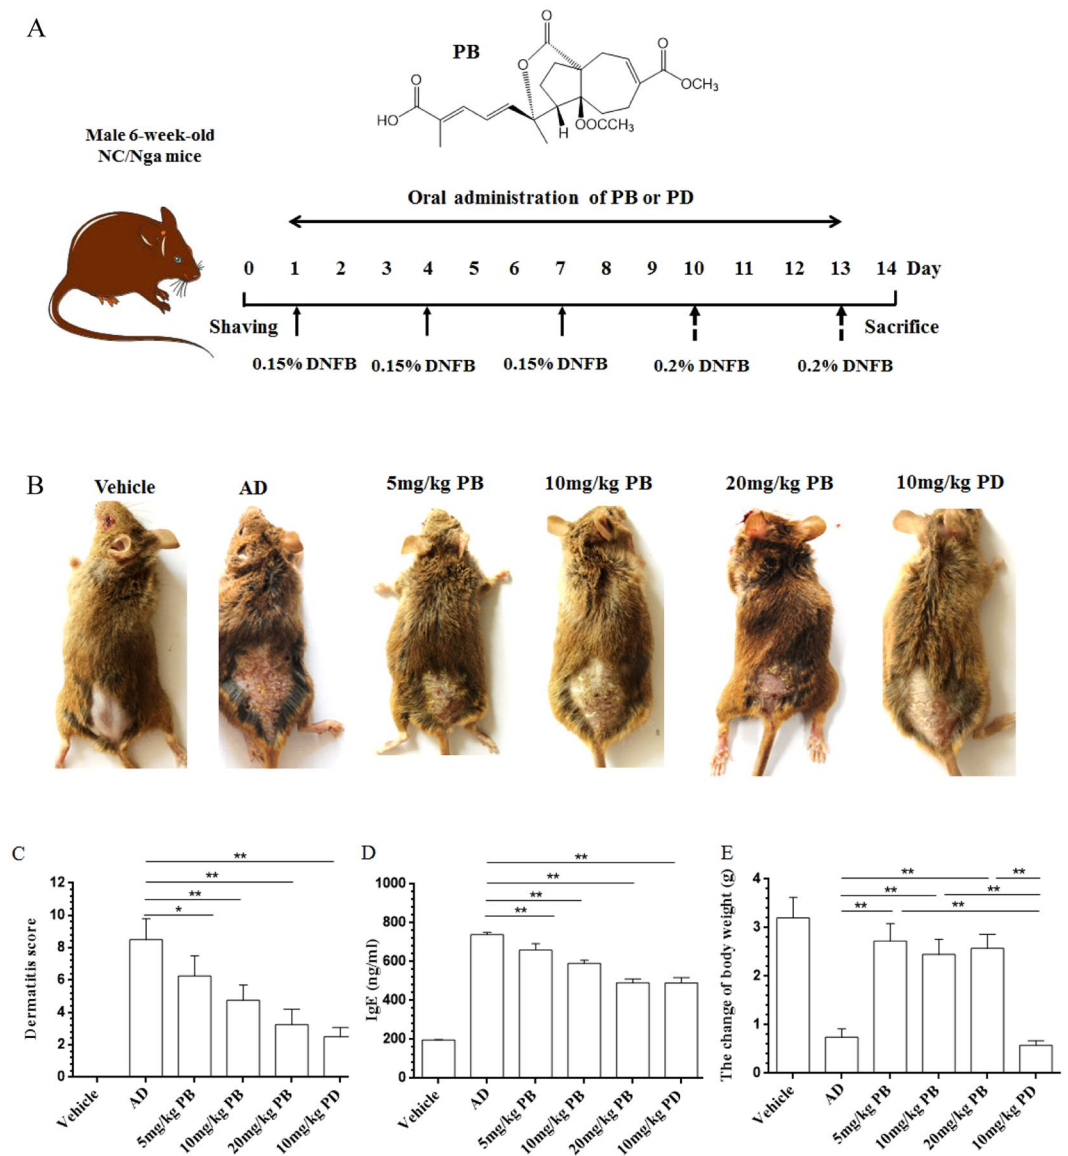 A
PB
O
O
O
O
OCH3
O
HO
H
OOCCH3
Male 6-week-old
NC/Nga mice
Oral administration of PB or PD
0 1 2 3 4 5 6 7 8 9 10 11 12 13 14 Day
Shaving
Sacrifice
0.15% DNFB 0.15% DNFB 0.15% DNFB 0.2% DNFB 0.2% DNFB
B
Vehicle AD 5mg/kg PB 10mg/kg PB 20mg/kg PB 10mg/kg PD
C
Dermatitis score
12
10
8
6
4
2
0
**
**
**
*
Vehicle AD 5mg/kg PB 10mg/kg PB 20mg/kg PB 10mg/kg PD
D
IgE (ng/ml)
1000
800
600
400
200
0
**
**
**
**
Vehicle AD 5mg/kg PB 10mg/kg PB 20mg/kg PB 10mg/kg PD
E
The change of body weight (g)
4
3
2
1
0
** **
** **
** **
Vehicle AD 5mg/kg PB 10mg/kg PB 20mg/kg PB 10mg/kg PD